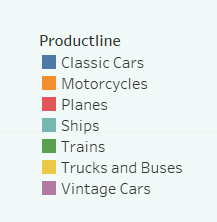 Productline
Classic Cars
Motorcycles
Planes
Ships
Trains
Trucks and Buses
Vintage Cars